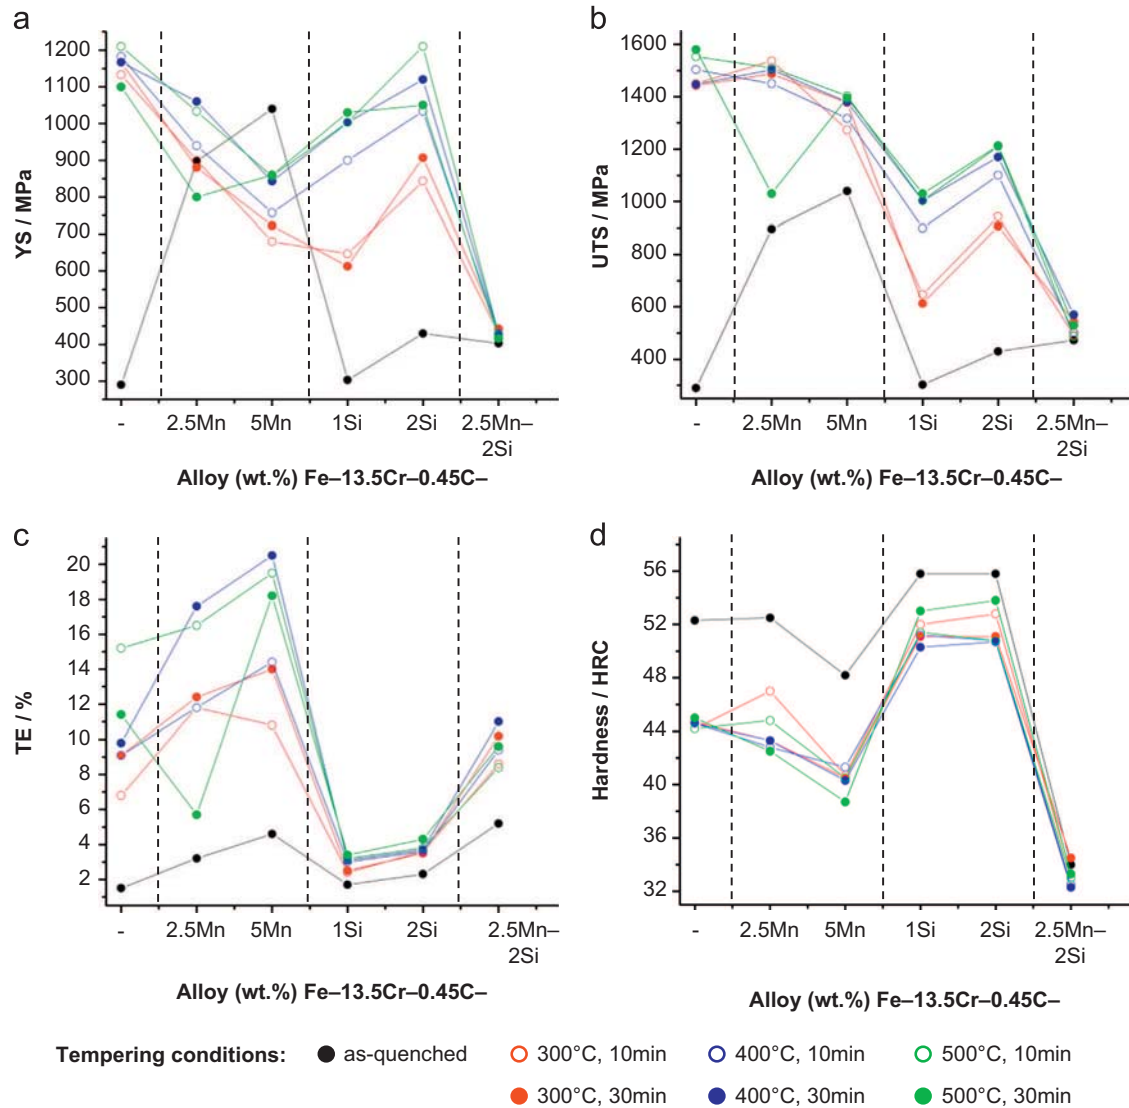 a
1200
1100
1000
900
800
700
600
500
400
300
YS / MPa
- 2.5Mn 5Mn 1Si 2Si 2.5Mn–
2Si
Alloy (wt.%) Fe–13.5Cr–0.45C–
b
1600
1400
1200
1000
800
600
400
UTS / MPa
- 2.5Mn 5Mn 1Si 2Si 2.5Mn–
2Si
Alloy (wt.%) Fe–13.5Cr–0.45C–
c
20
18
16
14
12
10
8
6
4
2
TE / %
- 2.5Mn 5Mn 1Si 2Si 2.5Mn–
2Si
Alloy (wt.%) Fe–13.5Cr–0.45C–
d
56
52
48
44
40
36
32
Hardness / HRC
- 2.5Mn 5Mn 1Si 2Si 2.5Mn–
2Si
Alloy (wt.%) Fe–13.5Cr–0.45C–
Tempering conditions: as-quenched 300°C, 10min 400°C, 10min 500°C, 10min
300°C, 30min 400°C, 30min 500°C, 30min